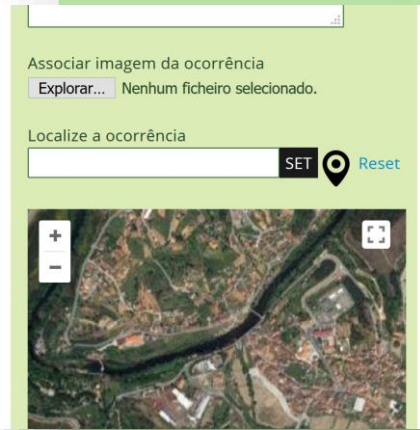 Associar imagem da ocorrência
Explorar... Nenhum ficheiro selecionado.
Localize a ocorrência
SET Reset
+
−